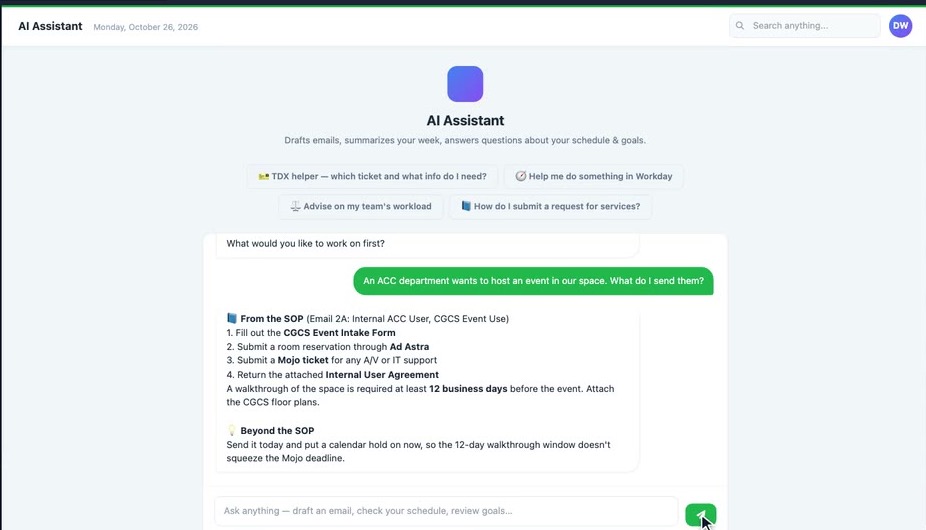 AI Assistant Monday, October 26, 2026
Search anything...
DW
AI Assistant
Drafts emails, summarizes your week, answers questions about your schedule & goals.
TDX helper — which ticket and what info do I need?
Help me do something in Workday
Advise on my team's workload
How do I submit a request for services?
What would you like to work on first?
An ACC department wants to host an event in our space. What do I send them?
From the SOP (Email 2A: Internal ACC User, CGCS Event Use)
1. Fill out the CGCS Event Intake Form
2. Submit a room reservation through Ad Astra
3. Submit a Mojo ticket for any A/V or IT support
4. Return the attached Internal User Agreement
A walkthrough of the space is required at least 12 business days before the event. Attach
the CGCS floor plans.
Beyond the SOP
Send it today and put a calendar hold on now, so the 12-day walkthrough window doesn't
squeeze the Mojo deadline.
Ask anything — draft an email, check your schedule, review goals...